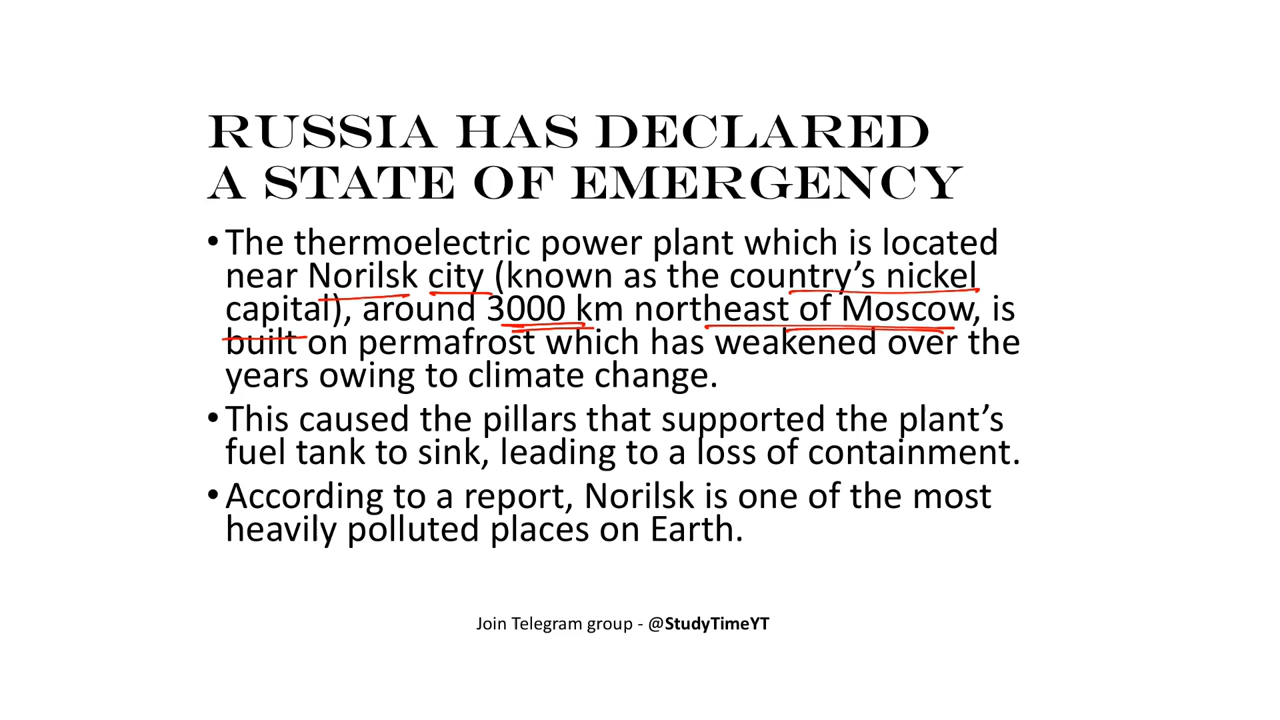 RUSSIA HAS DECLARED
A STATE OF EMERGENCY
•The thermoelectric power plant which is located
near Norilsk city (known as the country's nickel
capital), around 3000 km northeast of Moscow, is
built on permafrost which has weakened over the
years owing to climate change.
•This caused the pillars that supported the plant's
fuel tank to sink, leading to a loss of containment.
•According to a report, Norilsk is one of the most
heavily polluted places on Earth.
Join Telegram group - @StudyTimeYT